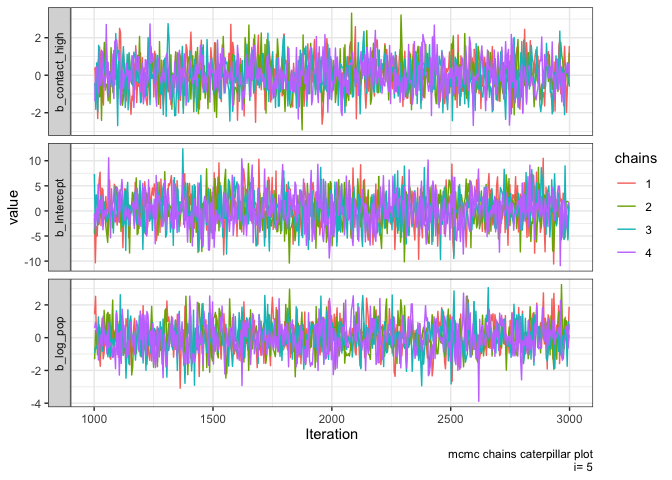 b_contact_high
2
0
-2
b_Intercept
10
5
0
-5
-10
b_log_pop
2
0
-2
-4
value
1000
1500
2000
2500
3000
Iteration
chains
1
2
3
4
mcmc chains caterpillar plot
i= 5